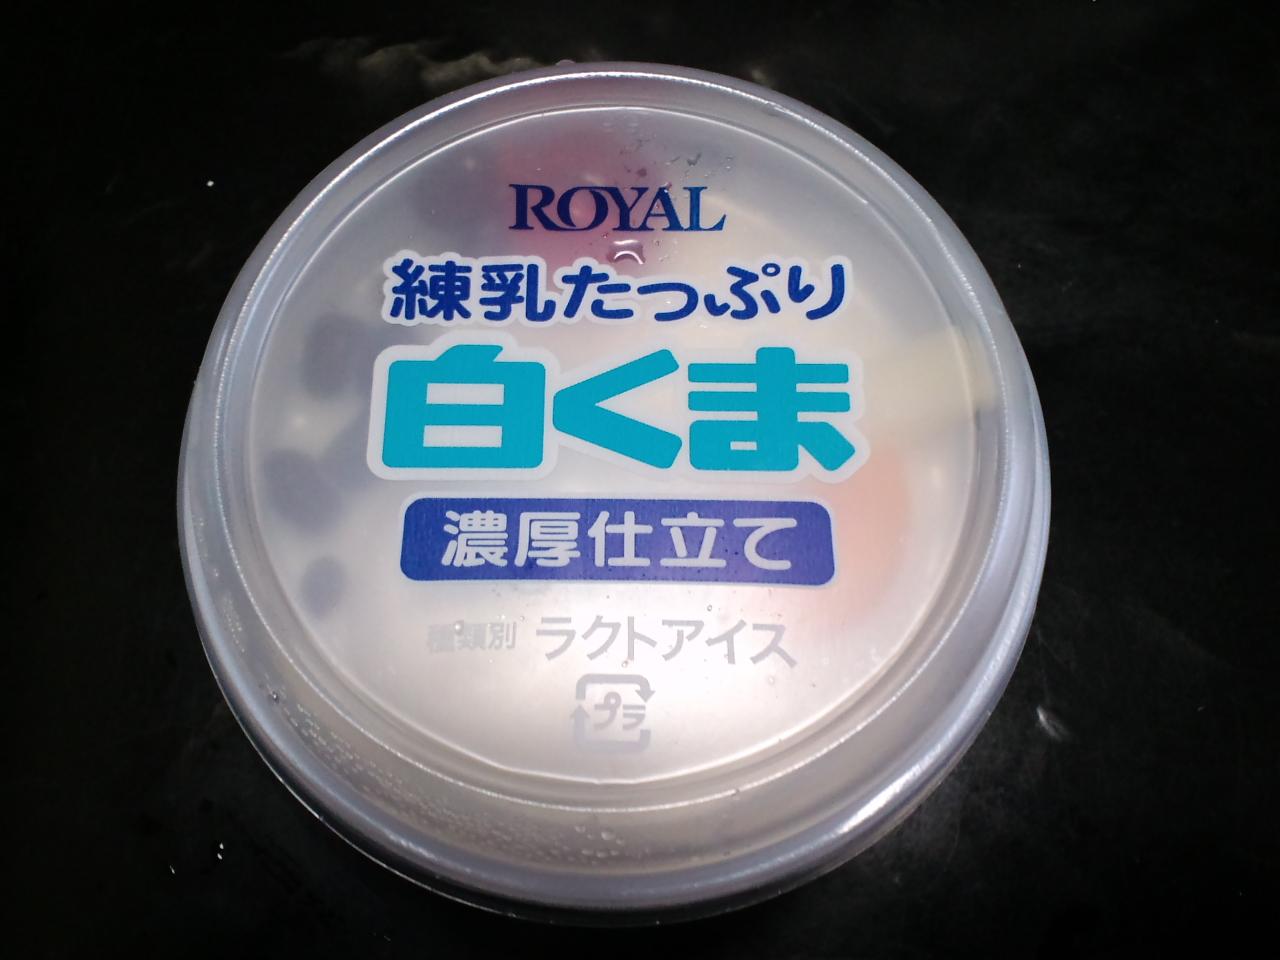 ROYAL
練乳たっぷり
白くま
濃厚仕立て
種類別 ラクトアイス
プラ